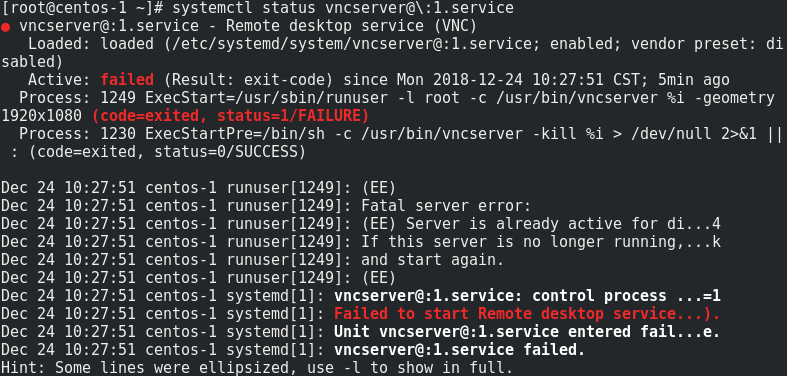 [root@centos-1 ~]# systemctl status vncserver@\:1.service
● vncserver@:1.service - Remote desktop service (VNC)
   Loaded: loaded (/etc/systemd/system/vncserver@:1.service; enabled; vendor preset: di
sabled)
   Active: failed (Result: exit-code) since Mon 2018-12-24 10:27:51 CST; 5min ago
  Process: 1249 ExecStart=/usr/sbin/runuser -l root -c /usr/bin/vncserver %i -geometry
1920x1080 (code=exited, status=1/FAILURE)
  Process: 1230 ExecStartPre=/bin/sh -c /usr/bin/vncserver -kill %i > /dev/null 2>&1 ||
 : (code=exited, status=0/SUCCESS)

Dec 24 10:27:51 centos-1 runuser[1249]: (EE)
Dec 24 10:27:51 centos-1 runuser[1249]: Fatal server error:
Dec 24 10:27:51 centos-1 runuser[1249]: (EE) Server is already active for di...4
Dec 24 10:27:51 centos-1 runuser[1249]: If this server is no longer running,...k
Dec 24 10:27:51 centos-1 runuser[1249]: and start again.
Dec 24 10:27:51 centos-1 runuser[1249]: (EE)
Dec 24 10:27:51 centos-1 systemd[1]: vncserver@:1.service: control process ...=1
Dec 24 10:27:51 centos-1 systemd[1]: Failed to start Remote desktop service...).
Dec 24 10:27:51 centos-1 systemd[1]: Unit vncserver@:1.service entered fail...e.
Dec 24 10:27:51 centos-1 systemd[1]: vncserver@:1.service failed.
Hint: Some lines were ellipsized, use -l to show in full.